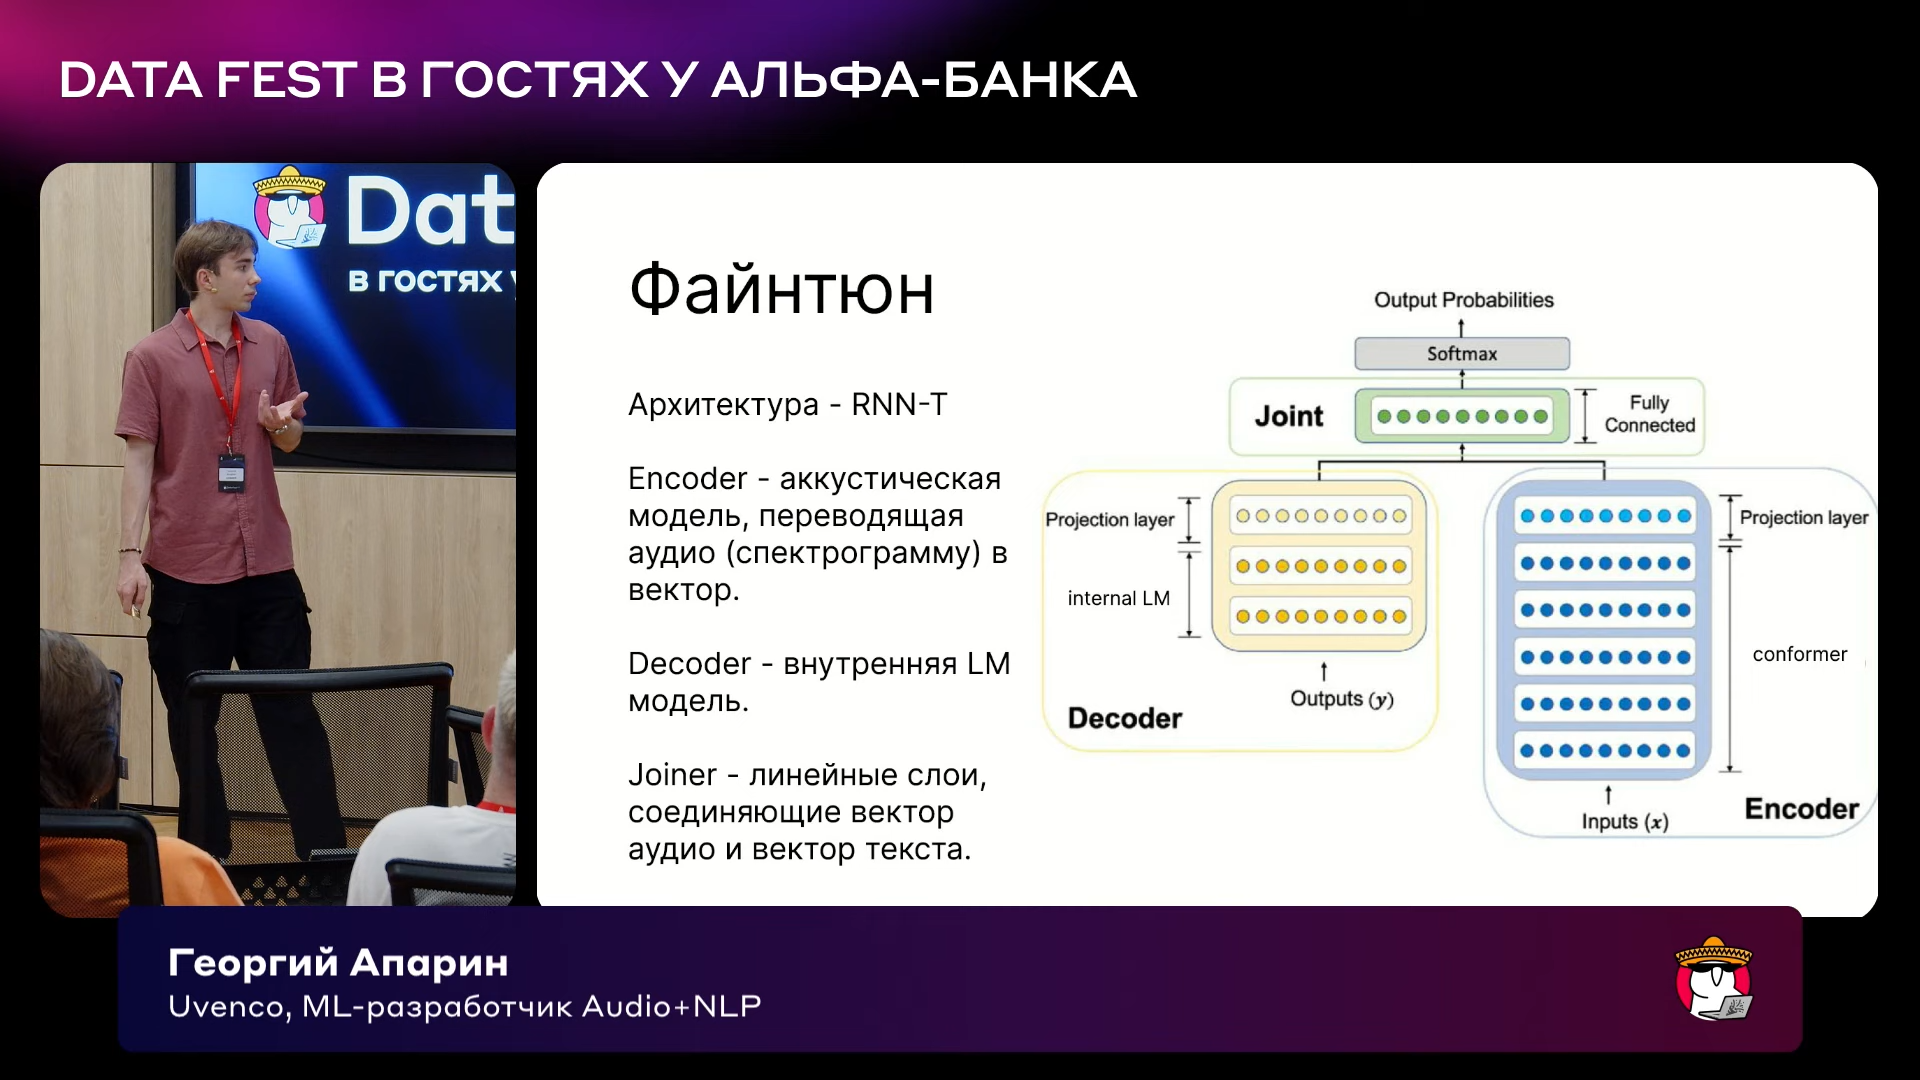 DATA FEST В ГОСТЯХ У АЛЬФА-БАНКА
Dat
в гостях у
Файнтюн
Архитектура - RNN-T
Encoder - аккустическая
модель, переводящая
аудио (спектрограмму) в
вектор.
Decoder - внутренняя LM
модель.
Joiner - линейные слои,
соединяющие вектор
аудио и вектор текста.
Output Probabilities
Softmax
Joint
Fully
Connected
Projection layer
internal LM
Outputs (y)
Decoder
Projection layer
conformer
Inputs (x)
Encoder
Георгий Апарин
Uvenco, ML-разработчик Audio+NLP